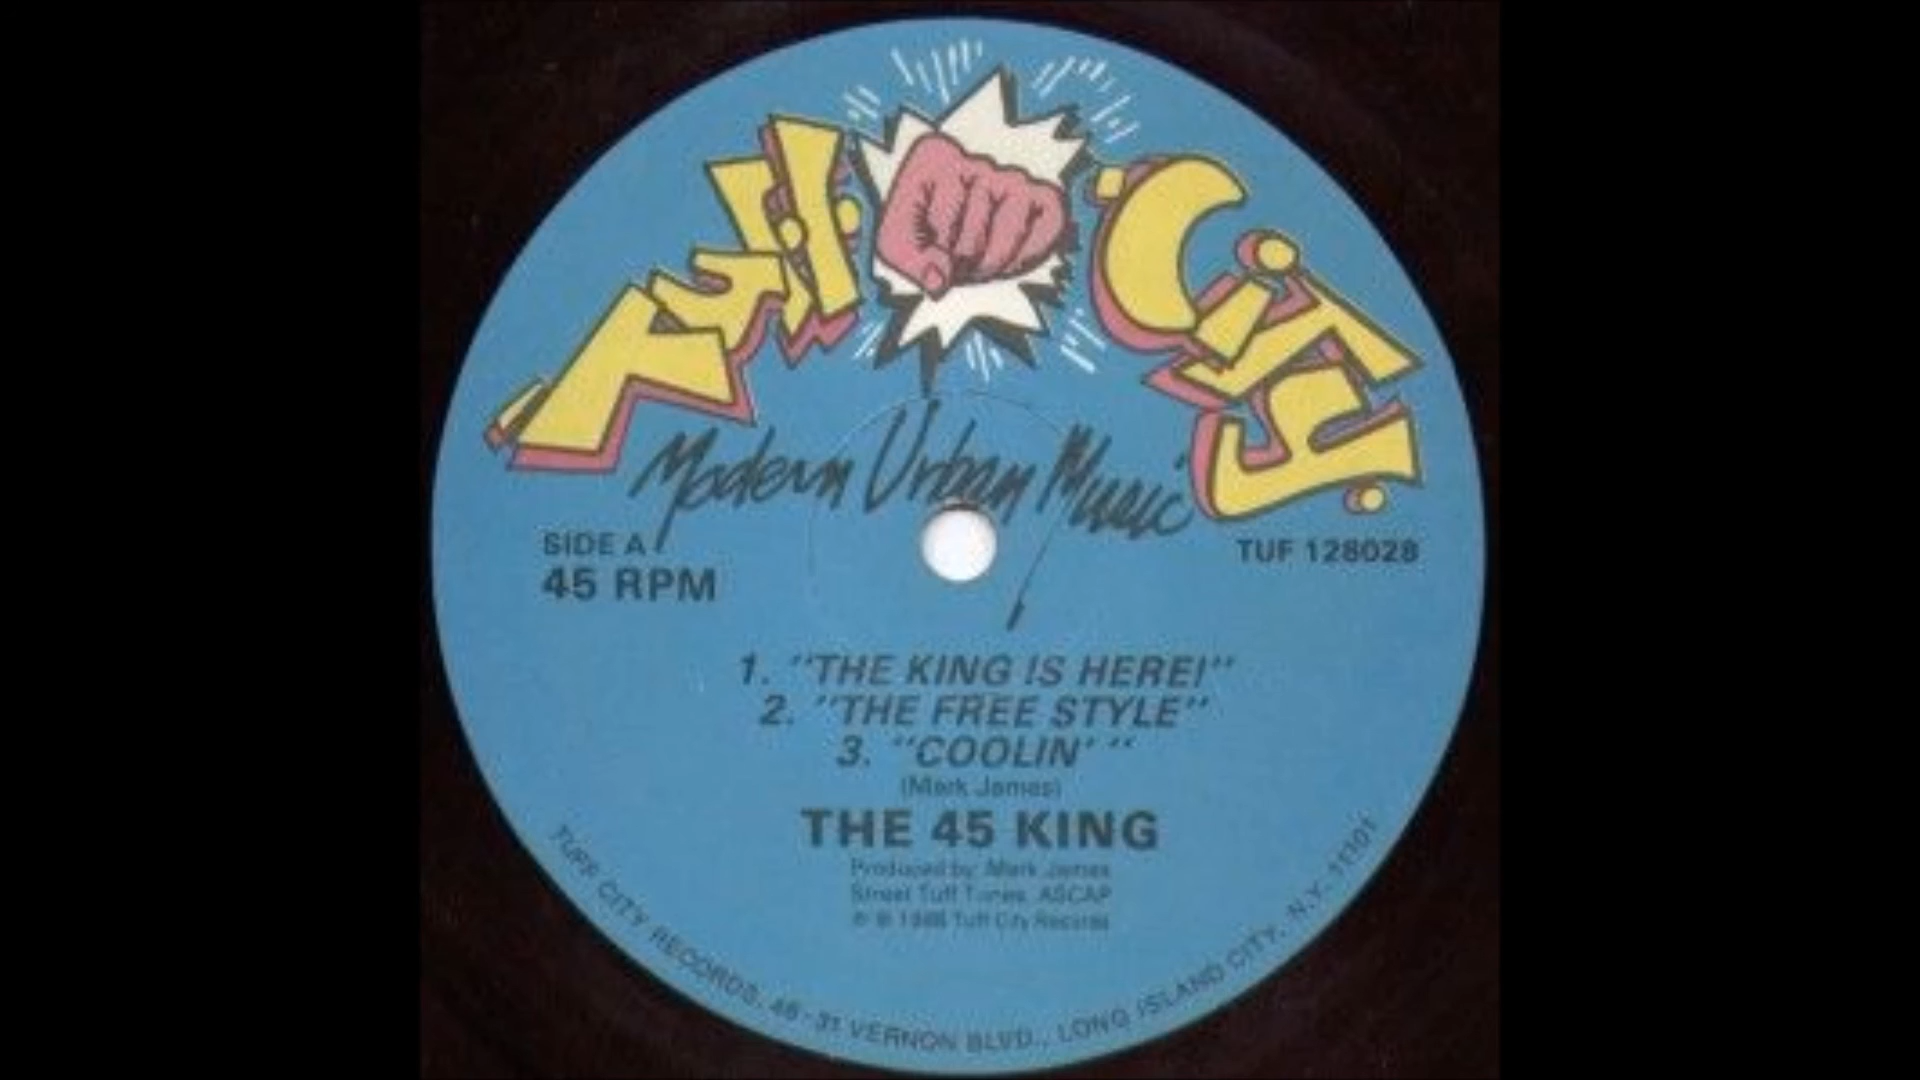 Tuff City
Modern Urban Music
SIDE A
45 RPM
TUF 128028
1. "THE KING IS HERE!"
2. "THE FREE STYLE"
3. "COOLIN' "
(Mark James)
THE 45 KING
Produced by: Mark James
Street Tuff Tunes, ASCAP
Tuff City Records
TUFF CITY RECORDS, VERNON BLVD., LONG ISLAND CITY, N.Y. 11101